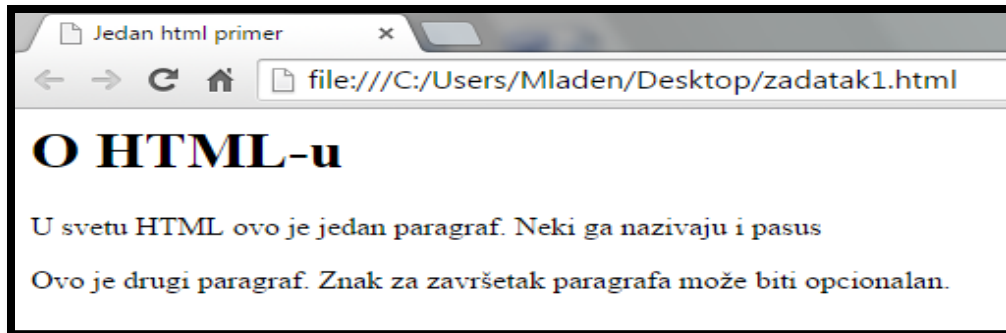 Jedan html primer
file:///C:/Users/Mladen/Desktop/zadatak1.html
O HTML-u
U svetu HTML ovo je jedan paragraf. Neki ga nazivaju i pasus
Ovo je drugi paragraf. Znak za završetak paragrafa može biti opcionalan.